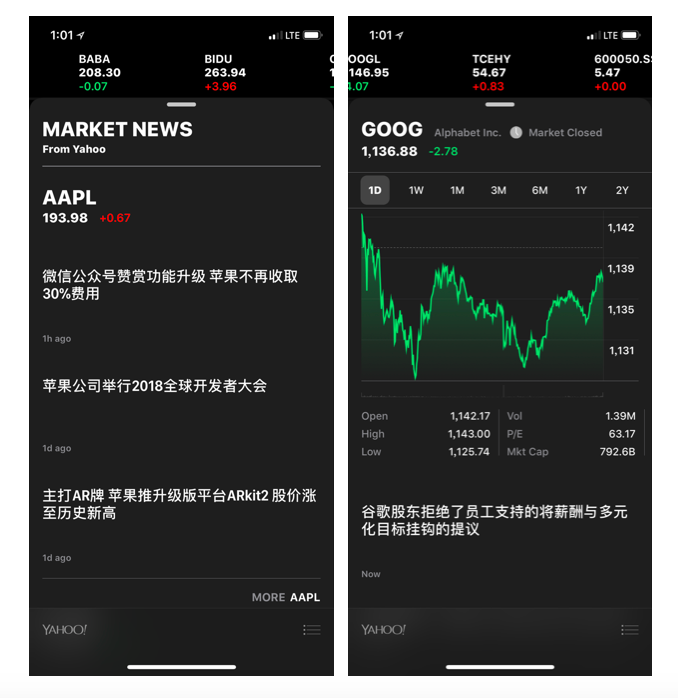 1:01
LTE
BABA BIDU
208.30 263.94
-0.07 +3.96
MARKET NEWS
From Yahoo
AAPL
193.98 +0.67
微信公众号赞赏功能升级 苹果不再收取
30%费用
1h ago
苹果公司举行2018全球开发者大会
1d ago
主打AR牌 苹果推升级版平台ARkit2 股价涨
至历史新高
1d ago
MORE AAPL
YAHOO!
1:01
LTE
OOGL TCEHY 600050.S
146.95 54.67 5.47
4.07 +0.83 +0.00
GOOG Alphabet Inc. Market Closed
1,136.88 -2.78
1D 1W 1M 3M 6M 1Y 2Y
1,142
1,139
1,135
1,131
Open 1,142.17 Vol 1.39M
High 1,143.00 P/E 63.17
Low 1,125.74 Mkt Cap 792.6B
谷歌股东拒绝了员工支持的将薪酬与多元
化目标挂钩的提议
Now
YAHOO!